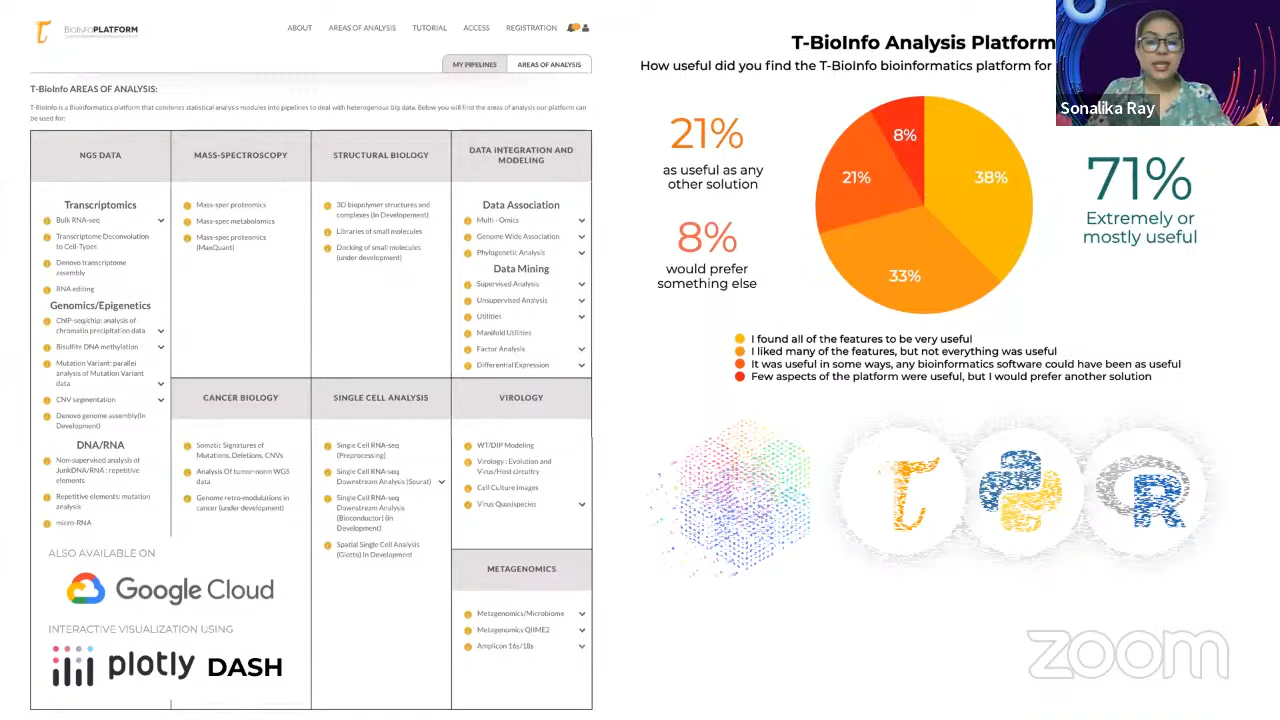 BIOINFOPLATFORM
ABOUT AREAS OF ANALYSIS TUTORIAL ACCESS REGISTRATION
MY PIPELINES AREAS OF ANALYSIS
T-BioInfo AREAS OF ANALYSIS:
T-BioInfo is a Bioinformatics platform that combines statistical analysis modules into pipelines to deal with heterogenous big data. Below you will find the areas of analysis our platform can
be used for:
NGS DATA
Transcriptomics
Bulk RNA-seq
Transcriptome Deconvolution
to Cell-Types
Denovo transcriptome
assembly
RNA editing
Genomics/Epigenetics
ChIP-seq/chip: analysis of
chromatin precipitation data
Bisulfite DNA methylation
Mutation Variant: parallel
analysis of Mutation Variant
data
CNV segmentation
Denovo genome assembly(In
Development)
DNA/RNA
Non-supervised analysis of
JunkDNA/RNA : repetitive
elements
Repetitive elements: mutation
analysis
micro-RNA
MASS-SPECTROSCOPY
Mass-spec proteomics
Mass-spec metabolomics
Mass-spec proteomics
(MaxQuant)
STRUCTURAL BIOLOGY
3D biopolymer structures and
complexes (In Developement)
Libraries of small molecules
Docking of small molecules
(under development)
DATA INTEGRATION AND
MODELING
Data Association
Multi - Omics
Genome Wide Association
Phylogenetic Analysis
Data Mining
Supervised Analysis
Unsupervised Analysis
Utilities
Manifold Utilities
Factor Analysis
Differential Expression
CANCER BIOLOGY
Somatic Signatures of
Mutations, Deletions, CNVs
Analysis Of tumor-norm WGS
data
Genome retro-modulations in
cancer (under development)
SINGLE CELL ANALYSIS
Single Cell RNA-seq
(Preprocessing)
Single Cell RNA-seq
Downstream Analysis (Seurat)
Single Cell RNA-seq
Downstream Analysis
(Bioconductor) (in
Development)
Spatial Single Cell Analysis
(Giotto) In Development
VIROLOGY
WT/DIP Modeling
Virology : Evolution and
Virus/Host circuitry
Cell Culture Images
Virus Quasispecies
METAGENOMICS
Metagenomics/Microbiome
Metagenomics QIIME2
Amplicon 16s/18s
ALSO AVAILABLE ON
Google Cloud
INTERACTIVE VISUALIZATION USING
plotly DASH
T-BioInfo Analysis Platform
How useful did you find the T-BioInfo bioinformatics platform for
Sonalika Ray
21%
as useful as any
other solution
8%
would prefer
something else
8%
38%
21%
33%
71%
Extremely or
mostly useful
I found all of the features to be very useful
I liked many of the features, but not everything was useful
It was useful in some ways, any bioinformatics software could have been as useful
Few aspects of the platform were useful, but I would prefer another solution
R
zoom